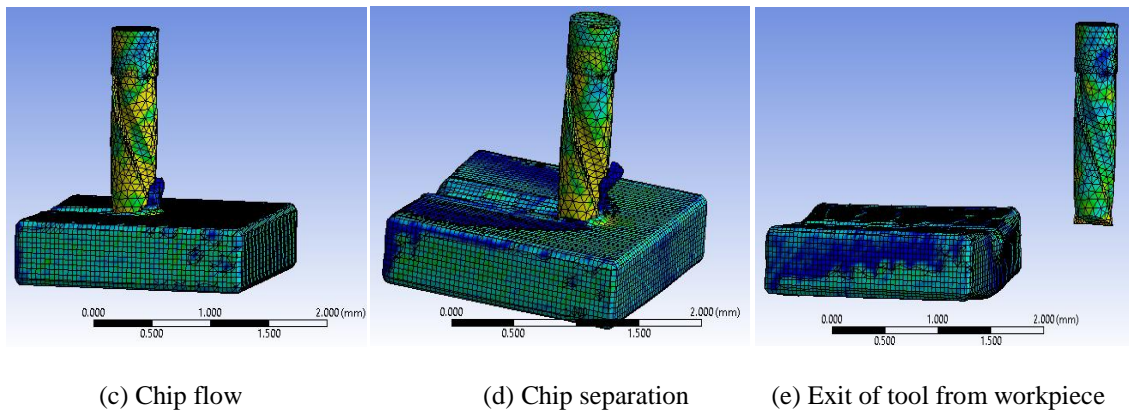 0.000 1.000 2.000 (mm)
0.500 1.500
0.000 2.000 (mm)
0.500 1.500
0.000 1.000 2.000 (mm)
0.500 1.500
(c) Chip flow
(d) Chip separation
(e) Exit of tool from workpiece